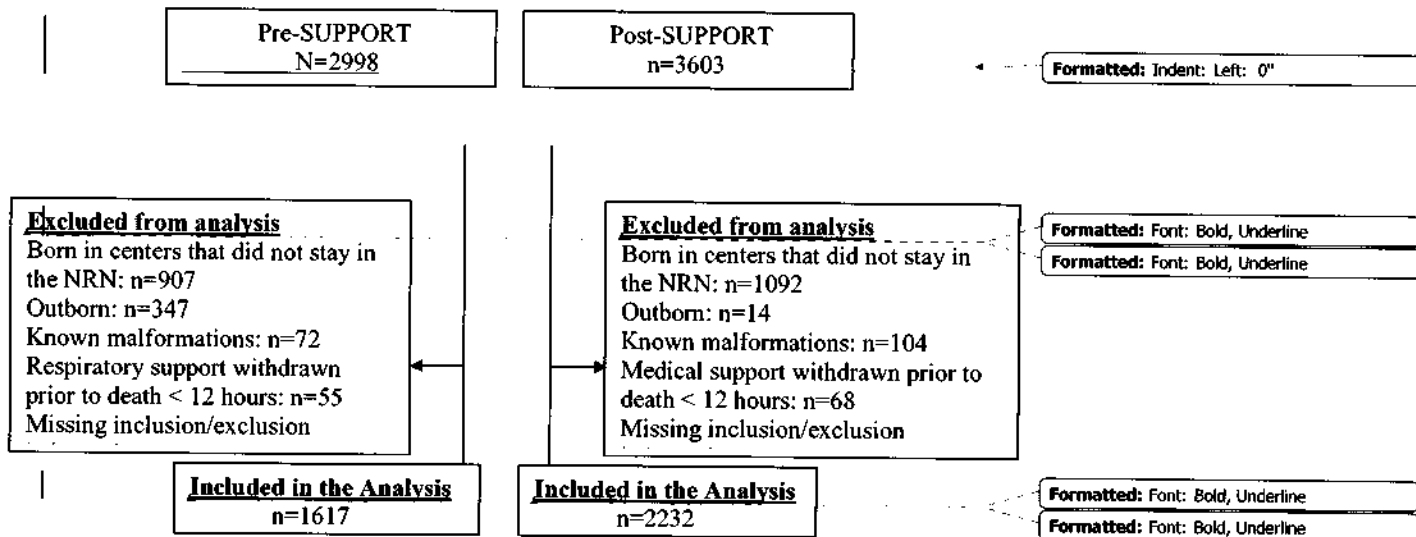 Pre-SUPPORT
N=2998
Post-SUPPORT
n=3603
Formatted: Indent: Left: 0"
Excluded from analysis
Born in centers that did not stay in
the NRN: n=907
Outborn: n=347
Known malformations: n=72
Respiratory support withdrawn
prior to death < 12 hours: n=55
Missing inclusion/exclusion
Excluded from analysis
Born in centers that did not stay in
the NRN: n=1092
Outborn: n=14
Known malformations: n=104
Medical support withdrawn prior to
death < 12 hours: n=68
Missing inclusion/exclusion
Formatted: Font: Bold, Underline
Formatted: Font: Bold, Underline
Included in the Analysis
n=1617
Included in the Analysis
n=2232
Formatted: Font: Bold, Underline
Formatted: Font: Bold, Underline